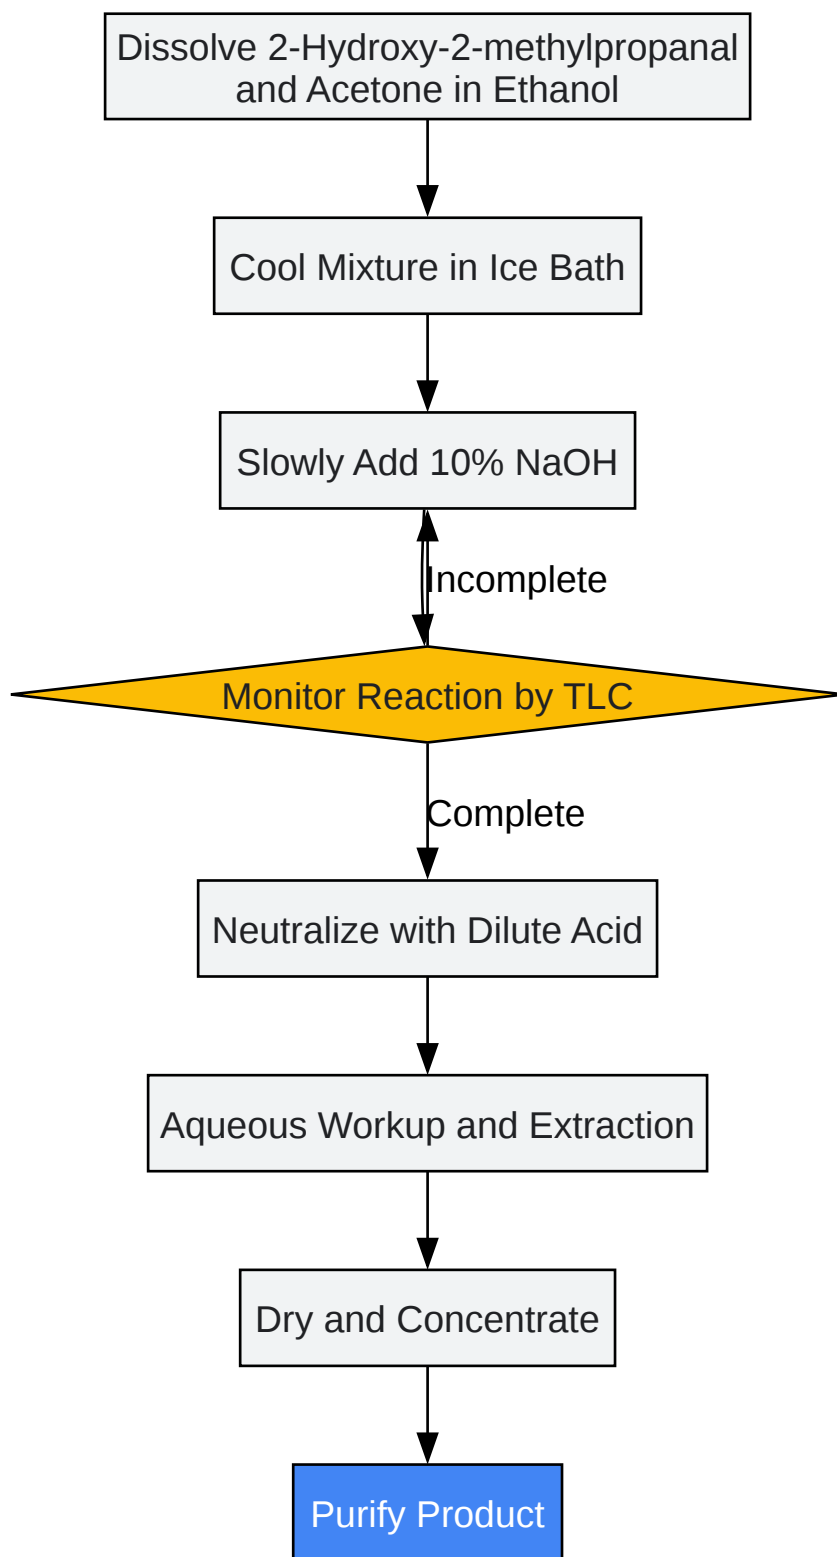 Dissolve 2-Hydroxy-2-methylpropanal
and Acetone in Ethanol
Cool Mixture in Ice Bath
Slowly Add 10% NaOH
Incomplete
Monitor Reaction by TLC
Complete
Neutralize with Dilute Acid
Aqueous Workup and Extraction
Dry and Concentrate
Purify Product